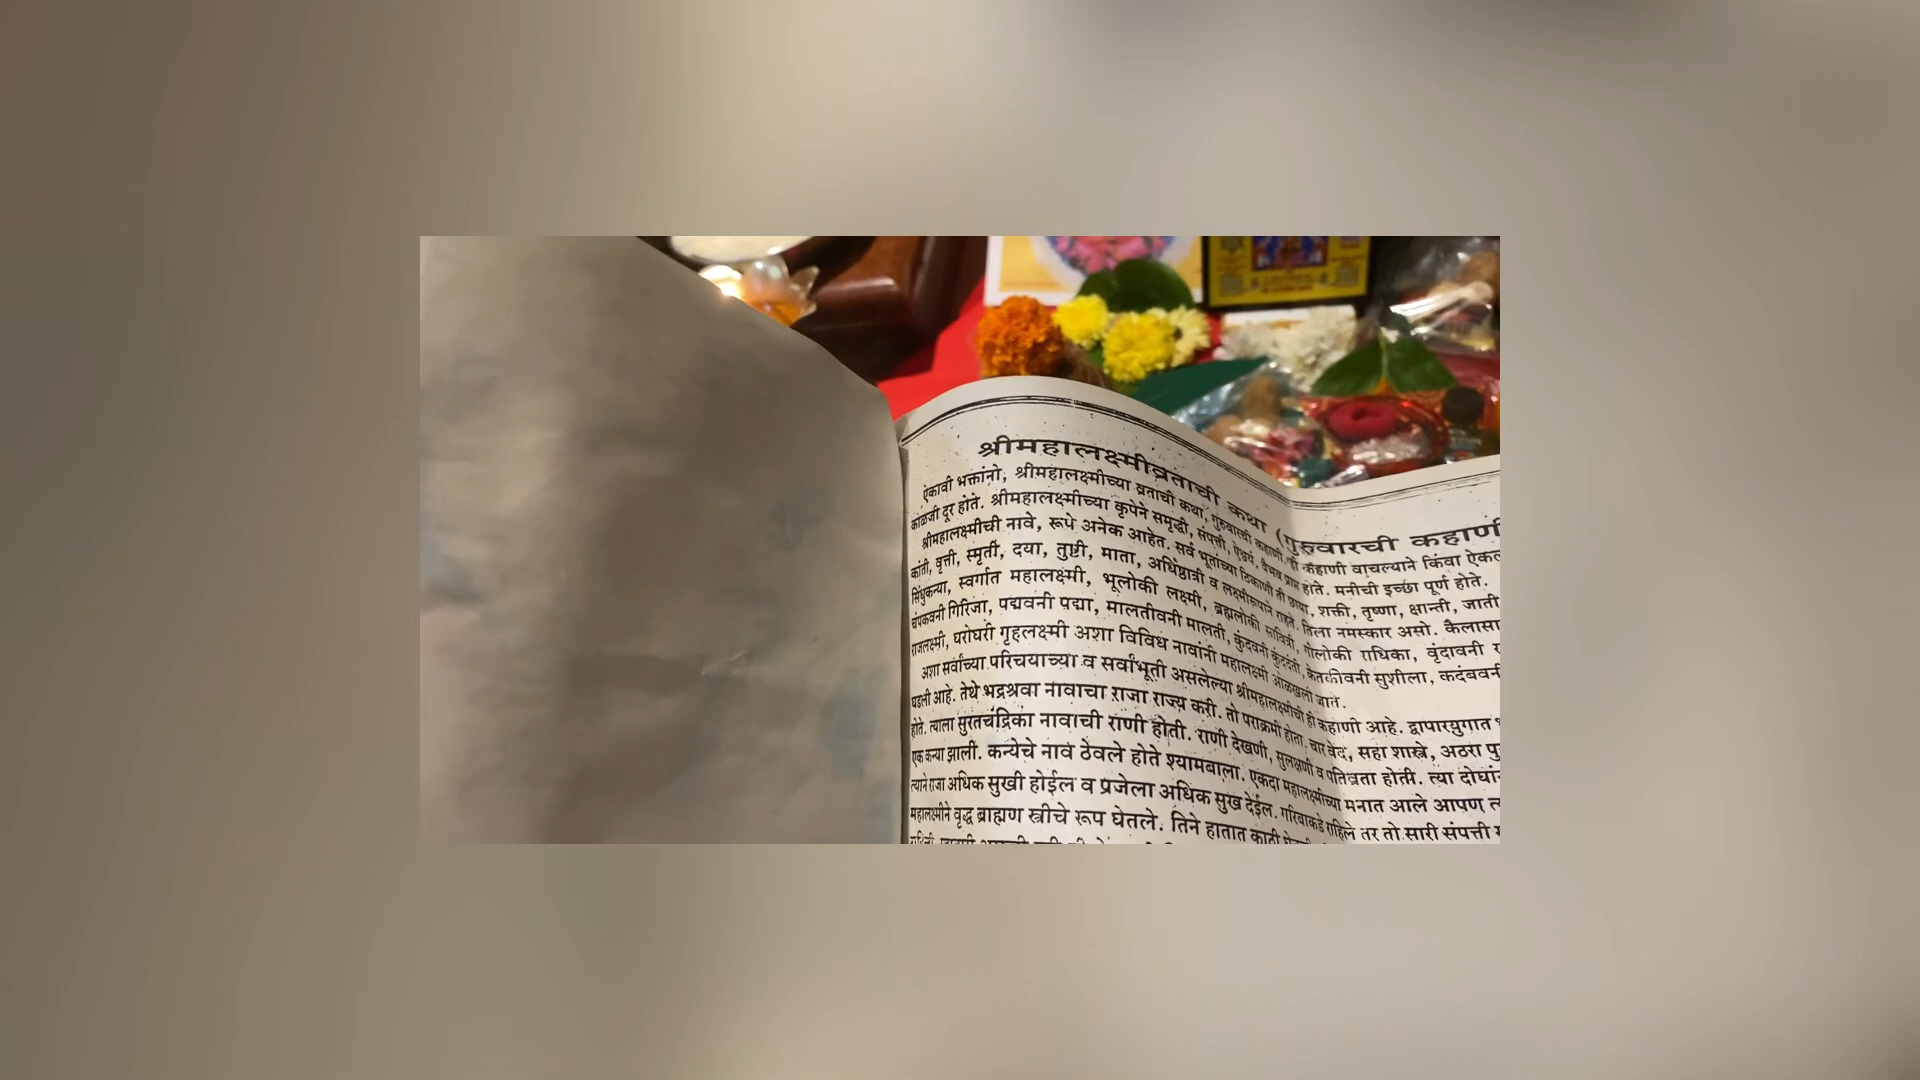 श्रीमहालक्ष्मीव्रताची कथा (गुरुवारची कहाणी
ऐकावी भक्तांनो, श्रीमहालक्ष्मीच्या व्रताची कथा, गुरुवारची कहाणी. ही कहाणी वाचल्याने किंवा ऐकल
काळजी दूर होते. श्रीमहालक्ष्मीच्या कृपेने समृद्धी, संपत्ती, ऐश्वर्य, वैभव प्राप्त होते. मनीची इच्छा पूर्ण होते.
श्रीमहालक्ष्मीची नावे, रूपे अनेक आहेत. सर्व भूतांच्या ठिकाणी ती छाया, शक्ती, तृष्णा, क्षान्ती, जाती
कांती, वृत्ती, स्मृती, दया, तुष्टी, माता, अधिष्ठात्री व लक्ष्मीरूपाने राहते. तिला नमस्कार असो. कैलासा
सिंधुकन्या, स्वर्गात महालक्ष्मी, भूलोकी लक्ष्मी, ब्रह्मलोकी सावित्री, गोलोकी राधिका, वृंदावनी
चंपकवनी गिरिजा, पद्मवनी पद्मा, मालतीवनी मालती, कुंदवनी कुंददंती, केतकीवनी सुशीला, कदंबवनी
राजलक्ष्मी, घरोघरी गृहलक्ष्मी अशा विविध नावांनी महालक्ष्मी ओळखली जाते.
अशा सर्वांच्या परिचयाच्या व सर्वांभूती असलेल्या श्रीमहालक्ष्मीची ही कहाणी आहे. द्वापारयुगात
घडली आहे. तेथे भद्रश्रवा नावाचा राजा राज्य करी. तो पराक्रमी होता. चार वेद, सहा शास्त्रे, अठरा पु
होते. त्याला सुरतचंद्रिका नावाची राणी होती. राणी देखणी, सुलक्षणी व पतिव्रता होती. त्या दोघां
एक कन्या झाली. कन्येचे नाव ठेवले होते श्यामबाला. एकदा महालक्ष्मीच्या मनात आले आपण त्
त्याने राजा अधिक सुखी होईल व प्रजेला अधिक सुख देईल. गरिबाकडे राहिले तर तो सारी संपत्ती
महालक्ष्मीने वृद्ध ब्राह्मण स्त्रीचे रूप घेतले. तिने हातात काठी